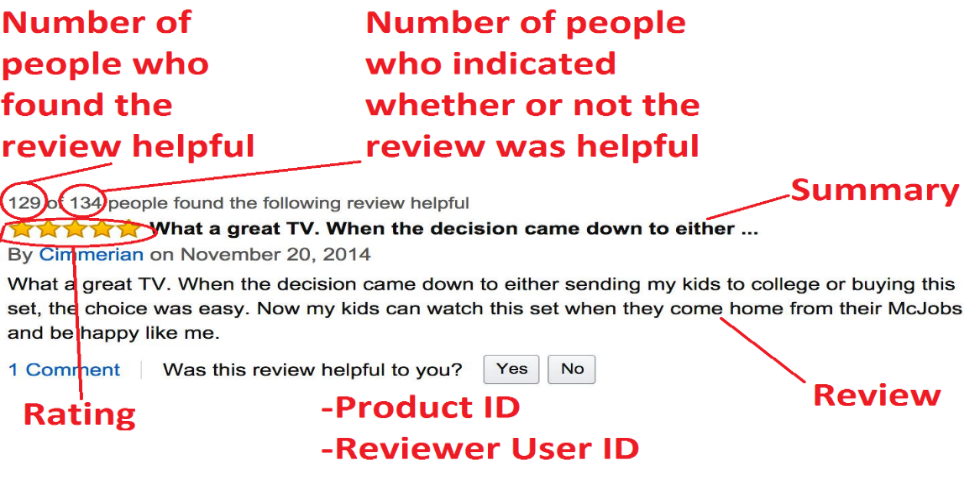 Number of
people who
found the
review helpful
Number of people
who indicated
whether or not the
review was helpful
129 of 134 people found the following review helpful
What a great TV. When the decision came down to either ...
Summary
By Cimmerian on November 20, 2014
What a great TV. When the decision came down to either sending my kids to college or buying this
set, the choice was easy. Now my kids can watch this set when they come home from their McJobs
and be happy like me.
1 Comment Was this review helpful to you? Yes No
Rating
Review
-Product ID
-Reviewer User ID